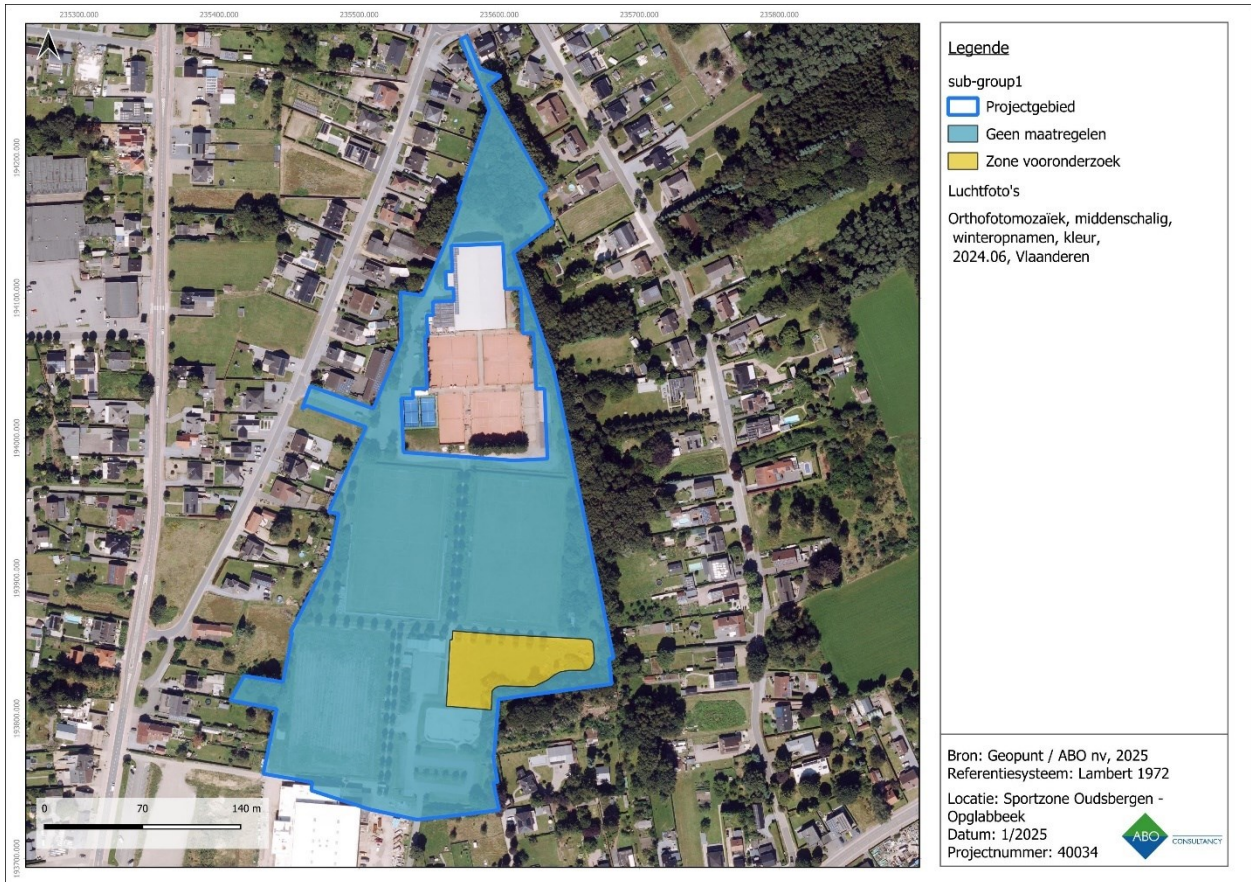 235300.000
235400.000
235500.000
235600.000
235700.000
235800.000
194200.000
194100.000
194000.000
193900.000
193800.000
193700.000
0
70
140 m
Legende
sub-group1
Projectgebied
Geen maatregelen
Zone vooronderzoek
Luchtfoto's
Orthofotomozaïek, middenschalig,
winteropnamen, kleur,
2024.06, Vlaanderen
Bron: Geopunt / ABO nv, 2025
Referentiesysteem: Lambert 1972
Locatie: Sportzone Oudsbergen -
Opglabbeek
Datum: 1/2025
Projectnummer: 40034
ABO
CONSULTANCY